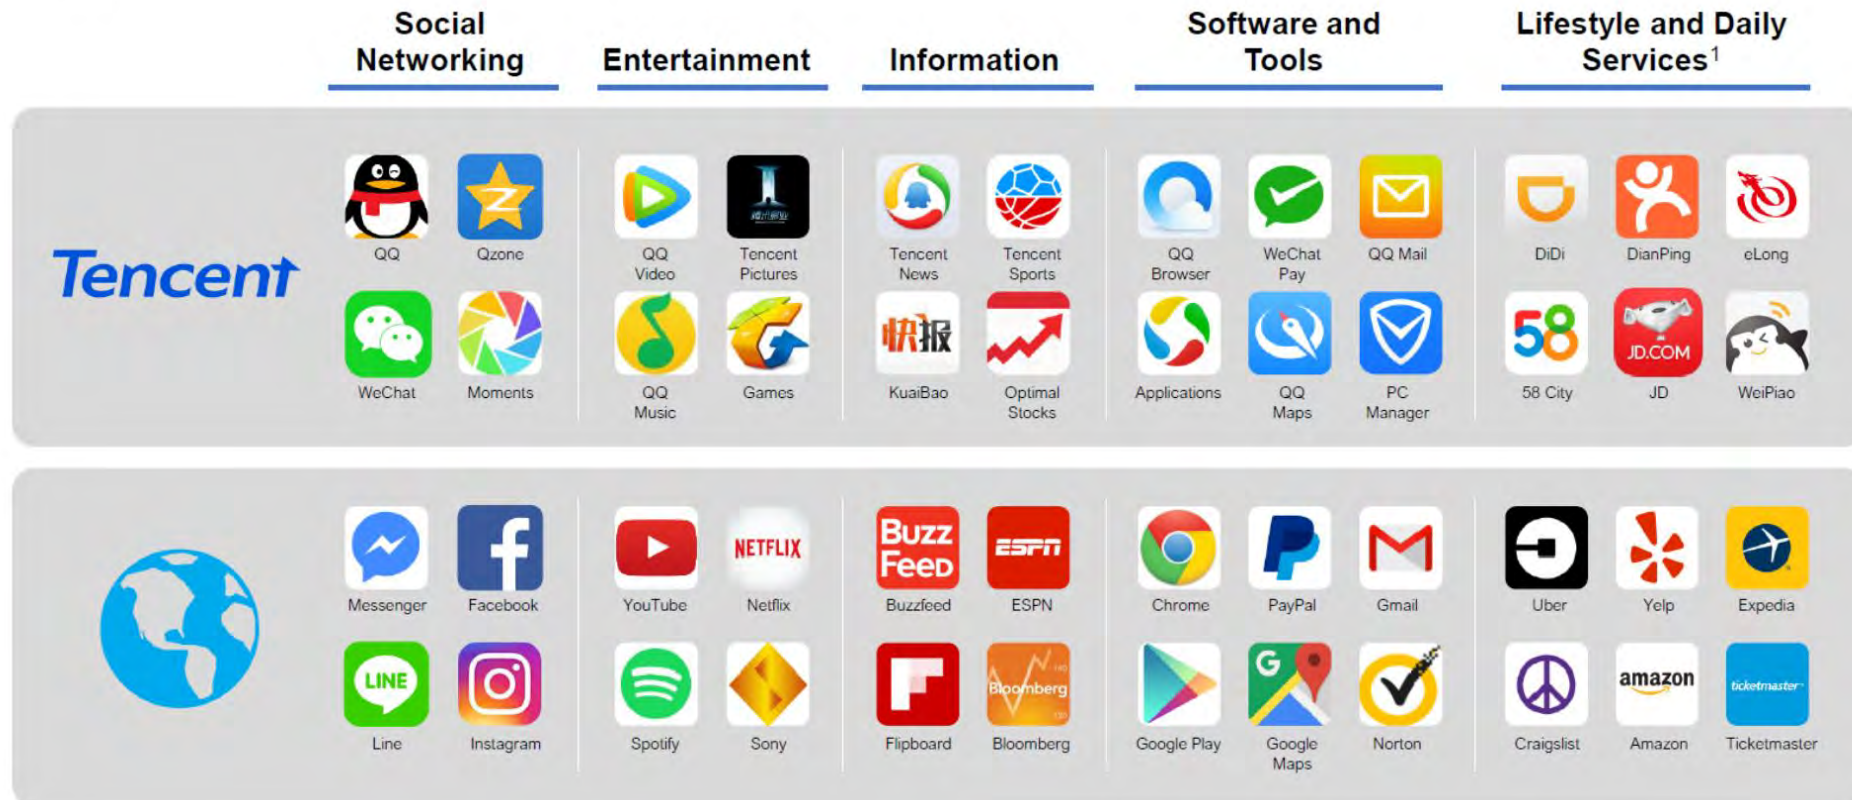 Social
Networking
Entertainment
Information
Software and
Tools
Lifestyle and Daily
Services1
Tencent
QQ
Qzone
QQ
Video
Tencent
Pictures
Tencent
News
Tencent
Sports
QQ
Browser
WeChat
Pay
QQ Mail
DiDi
DianPing
eLong
快报
58
JD.COM
WeChat
Moments
QQ
Music
Games
KuaiBao
Optimal
Stocks
Applications
QQ
Maps
PC
Manager
58 City
JD
WeiPiao
NETFLIX
Buzz
FeeD
ESPN
Messenger
Facebook
YouTube
Netflix
Buzzfeed
ESPN
Chrome
PayPal
Gmail
Uber
Yelp
Expedia
LINE
Bloomberg
G
amazon
ticketmaster
Line
Instagram
Spotify
Sony
Flipboard
Bloomberg
Google Play
Google
Maps
Norton
Craigslist
Amazon
Ticketmaster